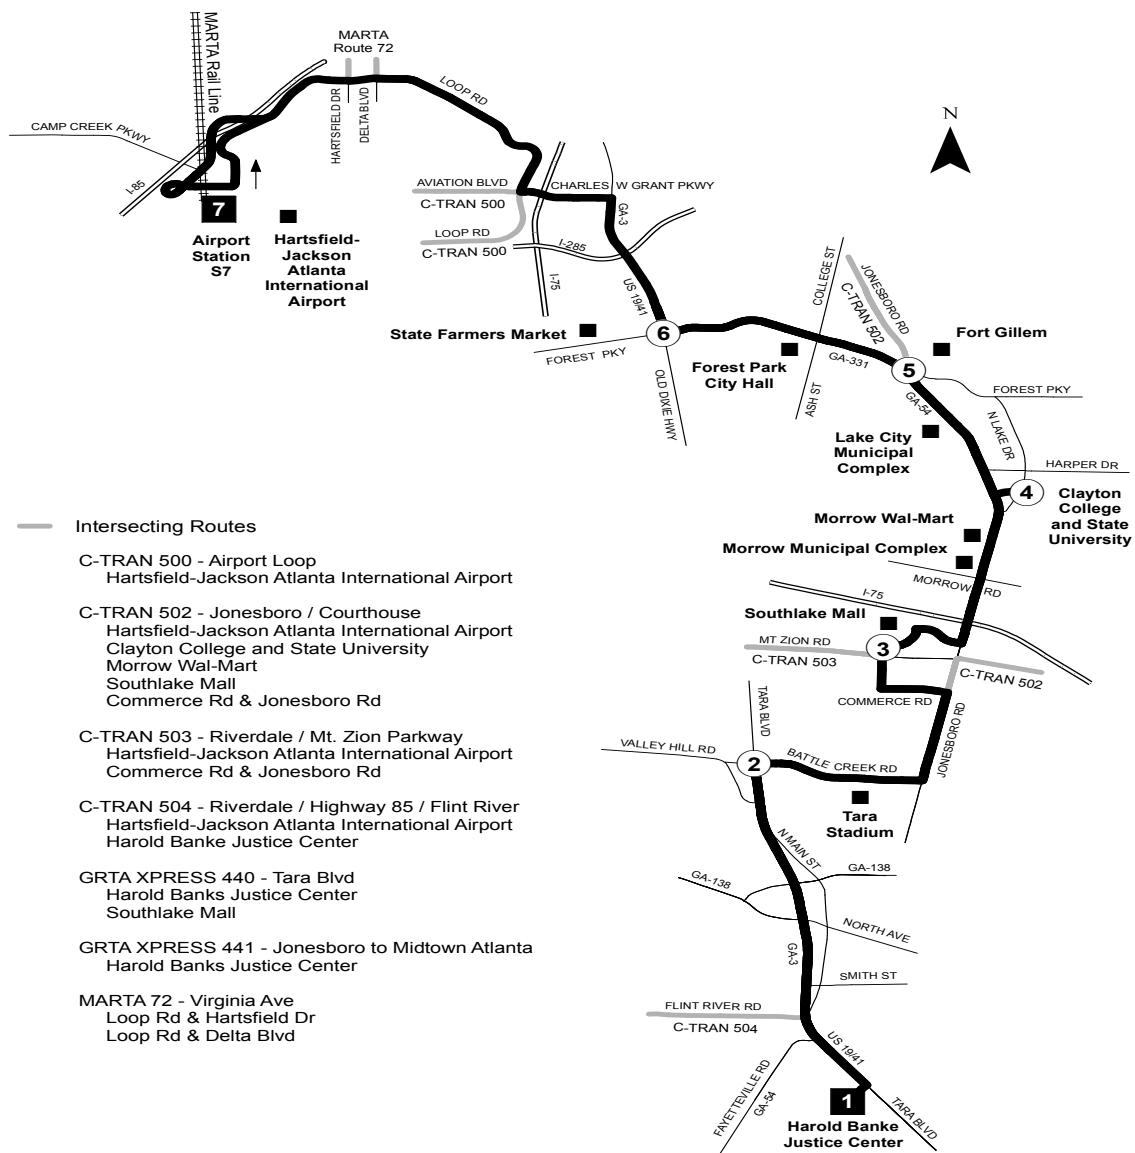 MARTA Rail Line
MARTA
Route 72
LOOP RD
HARTSFIELD DR
DELTA BLVD
CAMP CREEK PKWY
I-85
7
Airport
Station
S7
Hartsfield-
Jackson
Atlanta
International
Airport
N
AVIATION BLVD
C-TRAN 500
CHARLES W GRANT PKWY
GA-3
LOOP RD
C-TRAN 500
I-285
I-75
US 19/41
State Farmers Market
6
FOREST PKY
OLD DIXIE HWY
Forest Park
City Hall
COLLEGE ST
ASH ST
GA-331
JONESBORO RD
C-TRAN 502
5
Fort Gillem
FOREST PKY
GA-54
N LAKE DR
Lake City
Municipal
Complex
HARPER DR
4
Clayton
College
and State
University
Morrow Wal-Mart
Morrow Municipal Complex
MORROW RD
I-75
Southlake Mall
MT ZION RD
3
C-TRAN 503
C-TRAN 502
COMMERCE RD
JONESBORO RD
TARA BLVD
VALLEY HILL RD
2
BATTLE CREEK RD
Tara
Stadium
N MAIN ST
GA-138
GA-138
NORTH AVE
GA-3
SMITH ST
FLINT RIVER RD
C-TRAN 504
US 19/41
FAYETTEVILLE RD
GA-54
1
TARA BLVD
Harold Banke
Justice Center
Intersecting Routes
C-TRAN 500 - Airport Loop
Hartsfield-Jackson Atlanta International Airport
C-TRAN 502 - Jonesboro / Courthouse
Hartsfield-Jackson Atlanta International Airport
Clayton College and State University
Morrow Wal-Mart
Southlake Mall
Commerce Rd & Jonesboro Rd
C-TRAN 503 - Riverdale / Mt. Zion Parkway
Hartsfield-Jackson Atlanta International Airport
Commerce Rd & Jonesboro Rd
C-TRAN 504 - Riverdale / Highway 85 / Flint River
Hartsfield-Jackson Atlanta International Airport
Harold Banke Justice Center
GRTA XPRESS 440 - Tara Blvd
Harold Banks Justice Center
Southlake Mall
GRTA XPRESS 441 - Jonesboro to Midtown Atlanta
Harold Banks Justice Center
MARTA 72 - Virginia Ave
Loop Rd & Hartsfield Dr
Loop Rd & Delta Blvd